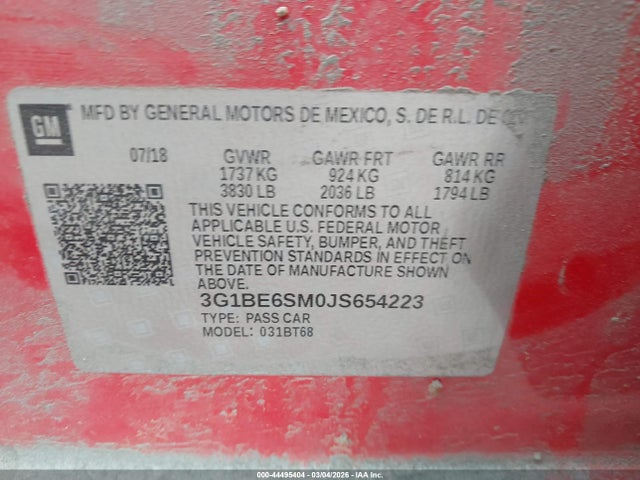 GM
MFD BY GENERAL MOTORS DE MEXICO, S. DE R.L. DE
07/18 GVWR GAWR FRT GAWR RR
1737 KG 924 KG 814 KG
3830 LB 2036 LB 1794 LB
THIS VEHICLE CONFORMS TO ALL
APPLICABLE U.S. FEDERAL MOTOR
VEHICLE SAFETY, BUMPER, AND THEFT
PREVENTION STANDARDS IN EFFECT ON
THE DATE OF MANUFACTURE SHOWN
ABOVE.
3G1BE6SM0JS654223
TYPE: PASS CAR
MODEL: 031BT68
000-44495404 - 03/04/2026 - IAAI, Inc.